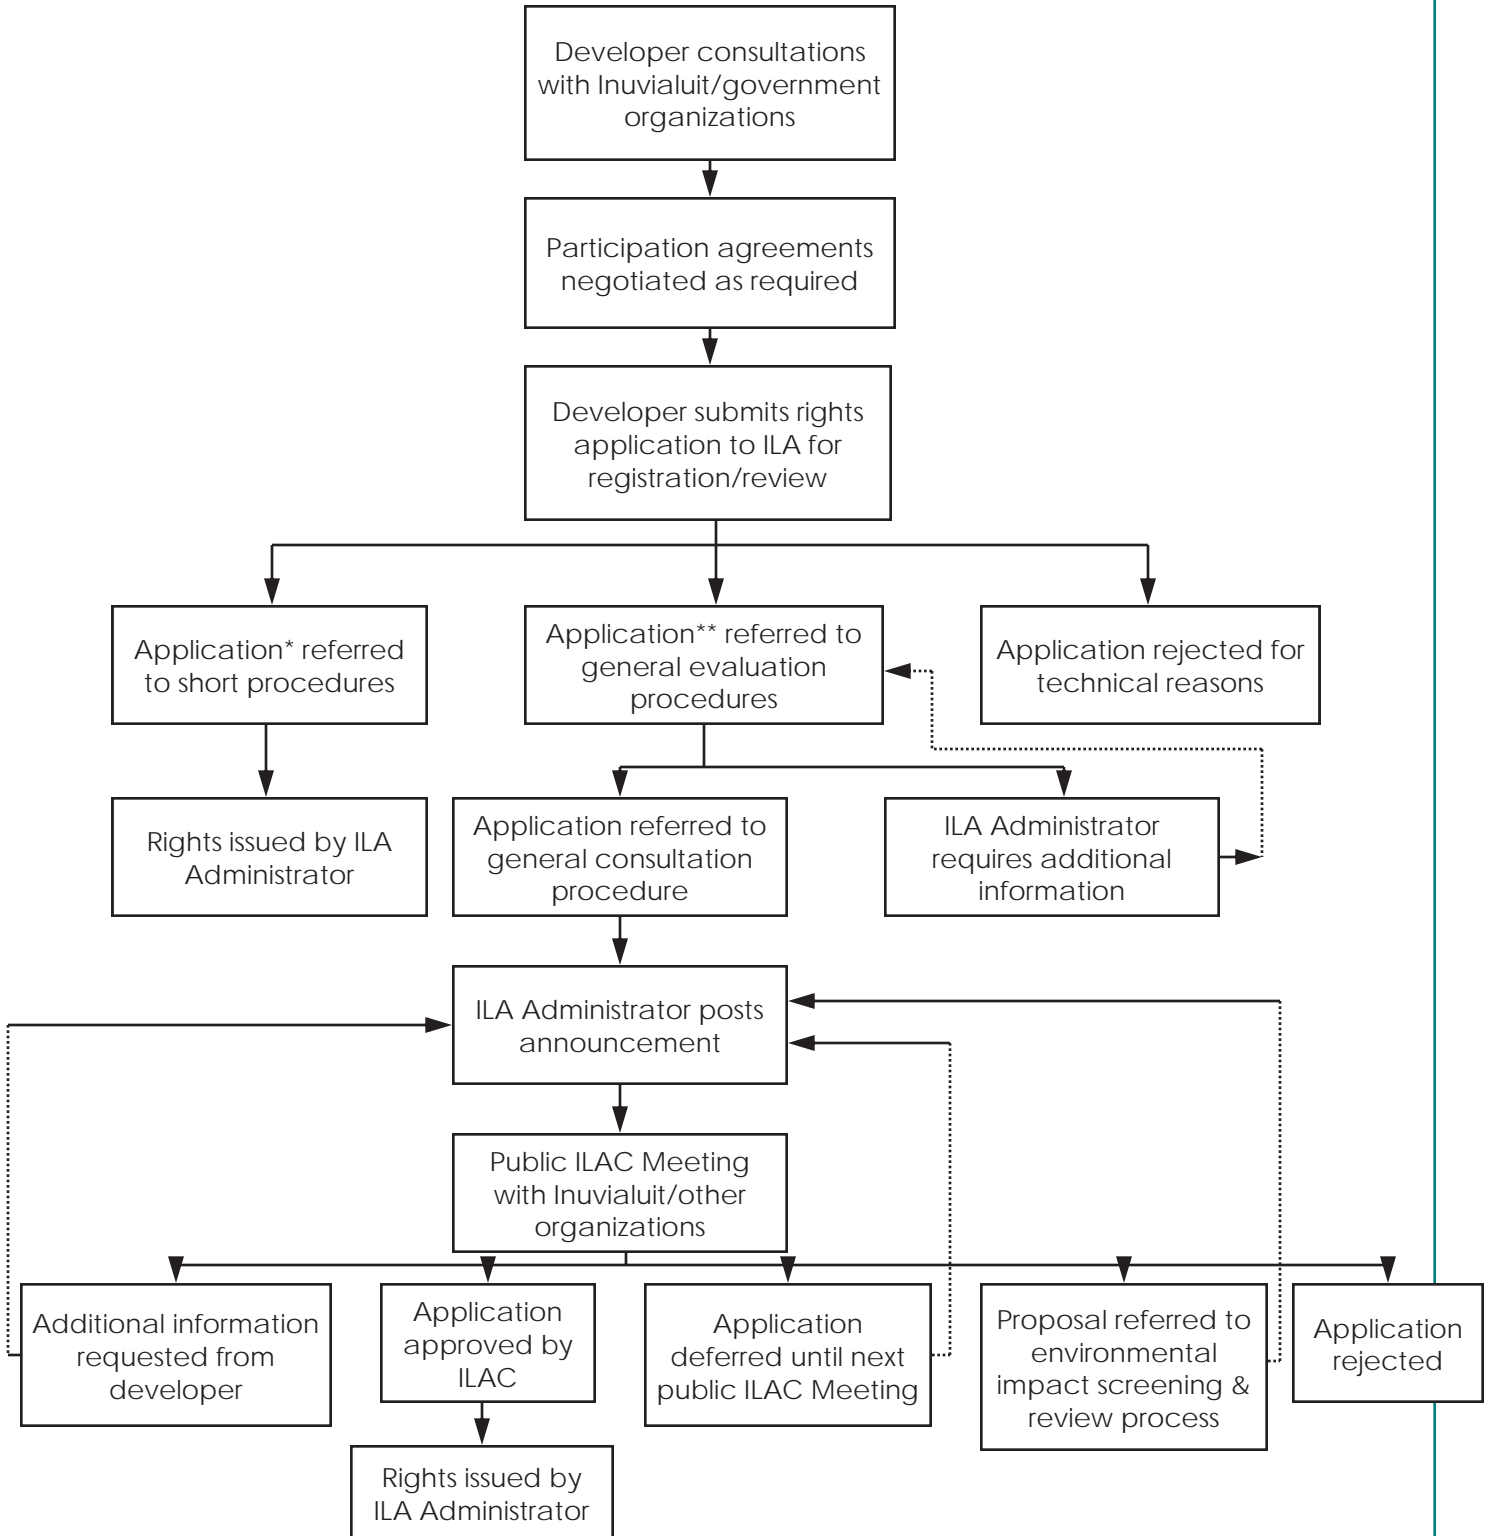 Developer consultations
with Inuvialuit/government
organizations
Participation agreements
negotiated as required
Developer submits rights
application to ILA for
registration/review
Application* referred
to short procedures
Application** referred to
general evaluation
procedures
Application rejected for
technical reasons
Rights issued by ILA
Administrator
Application referred to
general consultation
procedure
ILA Administrator
requires additional
information
ILA Administrator posts
announcement
Public ILAC Meeting
with Inuvialuit/other
organizations
Additional information
requested from
developer
Application
approved by
ILAC
Application
deferred until next
public ILAC Meeting
Proposal referred to
environmental
impact screening &
review process
Application
rejected
Rights issued by
ILA Administrator